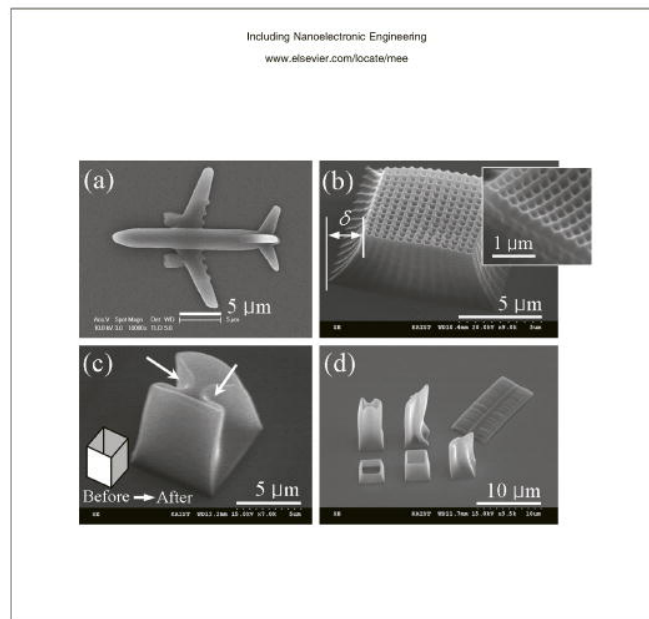 Including Nanoelectronic Engineering
www.elsevier.com/locate/mee
(a)
5 μm
(b)
δ
1 μm
5 μm
(c)
Before → After
5 μm
(d)
10 μm